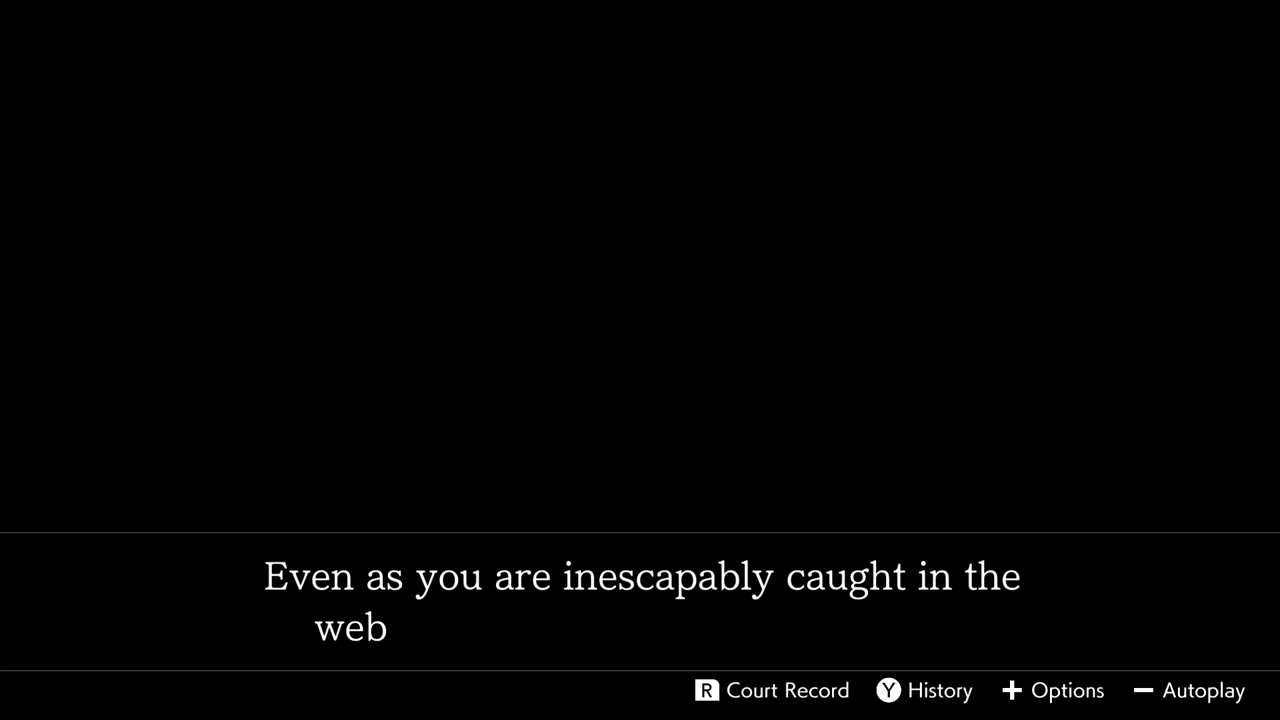 Even as you are inescapably caught in the
web
R Court Record Y History + Options − Autoplay